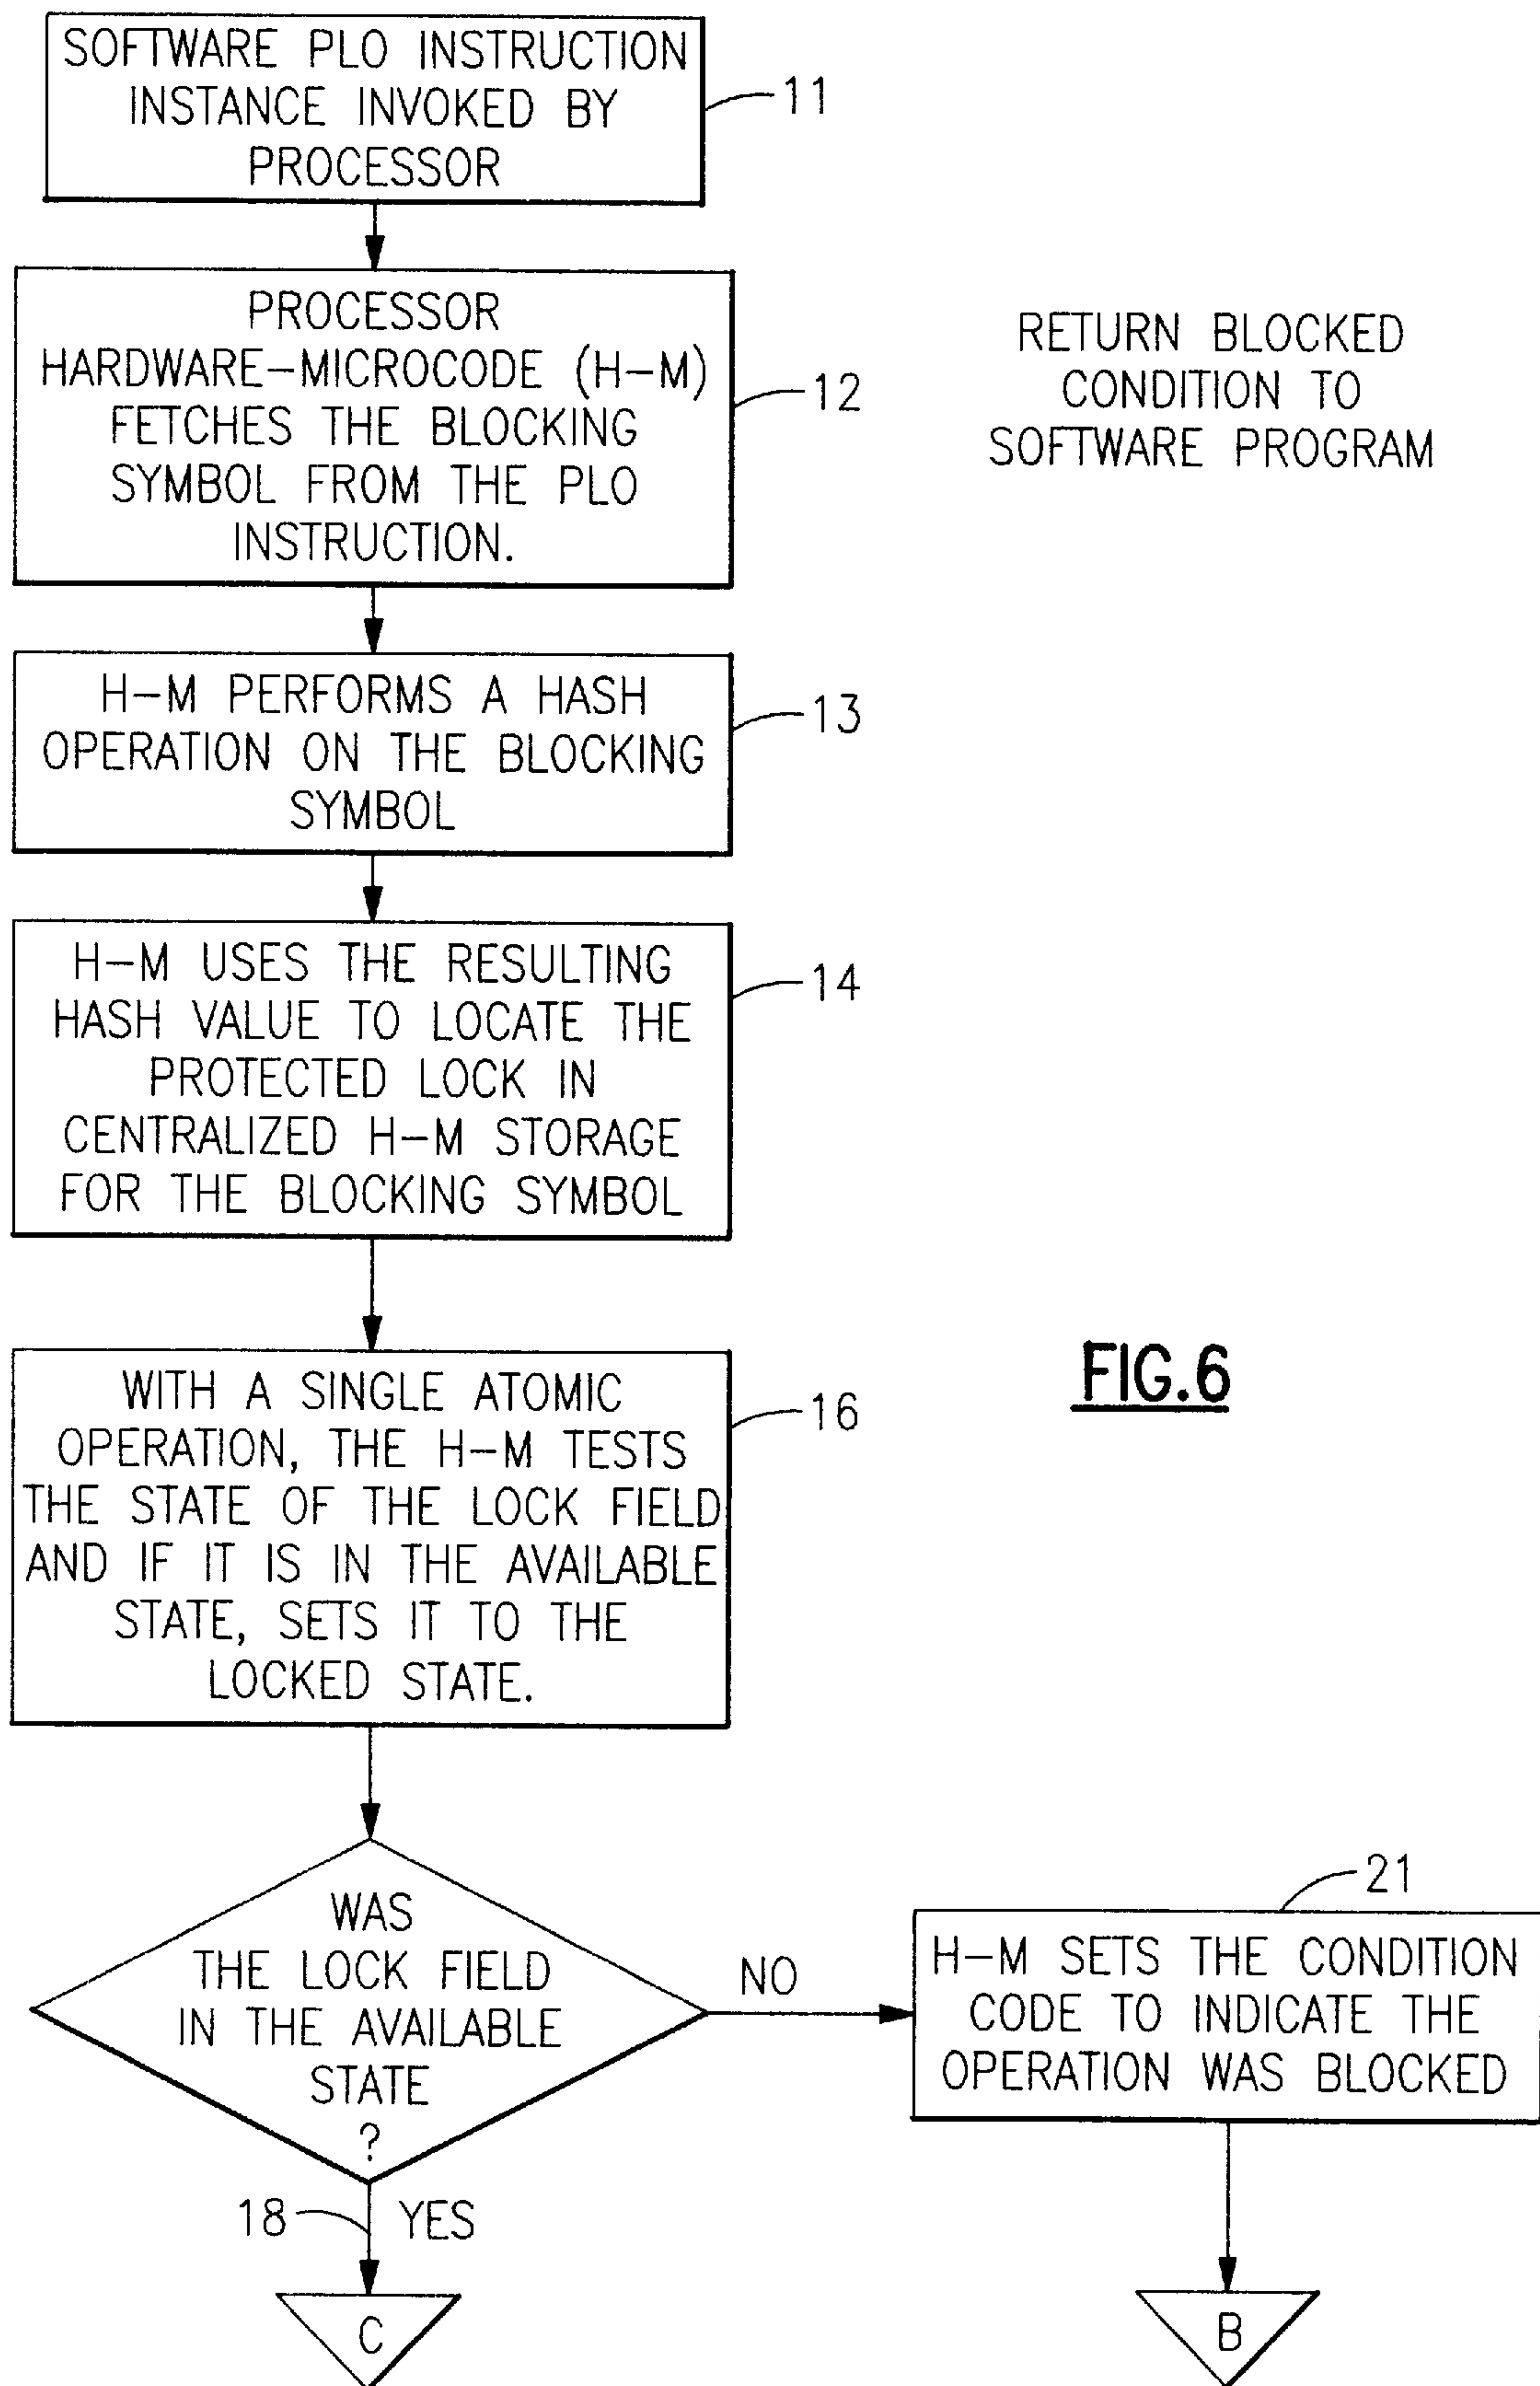 SOFTWARE PLO INSTRUCTION
INSTANCE INVOKED BY
PROCESSOR
11
PROCESSOR
HARDWARE-MICROCODE (H-M)
FETCHES THE BLOCKING
SYMBOL FROM THE PLO
INSTRUCTION.
12
RETURN BLOCKED
CONDITION TO
SOFTWARE PROGRAM
H-M PERFORMS A HASH
OPERATION ON THE BLOCKING
SYMBOL
13
H-M USES THE RESULTING
HASH VALUE TO LOCATE THE
PROTECTED LOCK IN
CENTRALIZED H-M STORAGE
FOR THE BLOCKING SYMBOL
14
WITH A SINGLE ATOMIC
OPERATION, THE H-M TESTS
THE STATE OF THE LOCK FIELD
AND IF IT IS IN THE AVAILABLE
STATE, SETS IT TO THE
LOCKED STATE.
16
FIG.6
WAS
THE LOCK FIELD
IN THE AVAILABLE
STATE
?
NO
21
H-M SETS THE CONDITION
CODE TO INDICATE THE
OPERATION WAS BLOCKED
18
YES
C
B